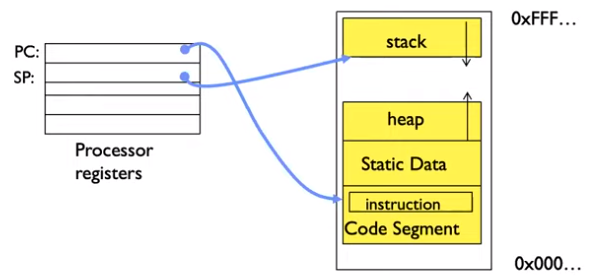 0xFFF...
stack
PC:
SP:
heap
Processor
registers
Static Data
instruction
Code Segment
0x000...